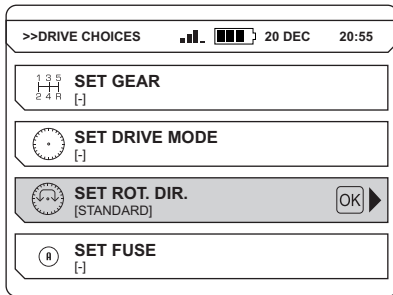 >>DRIVE CHOICES 20 DEC 20:55
1 3 5
2 4 R
SET GEAR
[-]
SET DRIVE MODE
[-]
SET ROT. DIR.
[STANDARD]
OK
A
SET FUSE
[-]